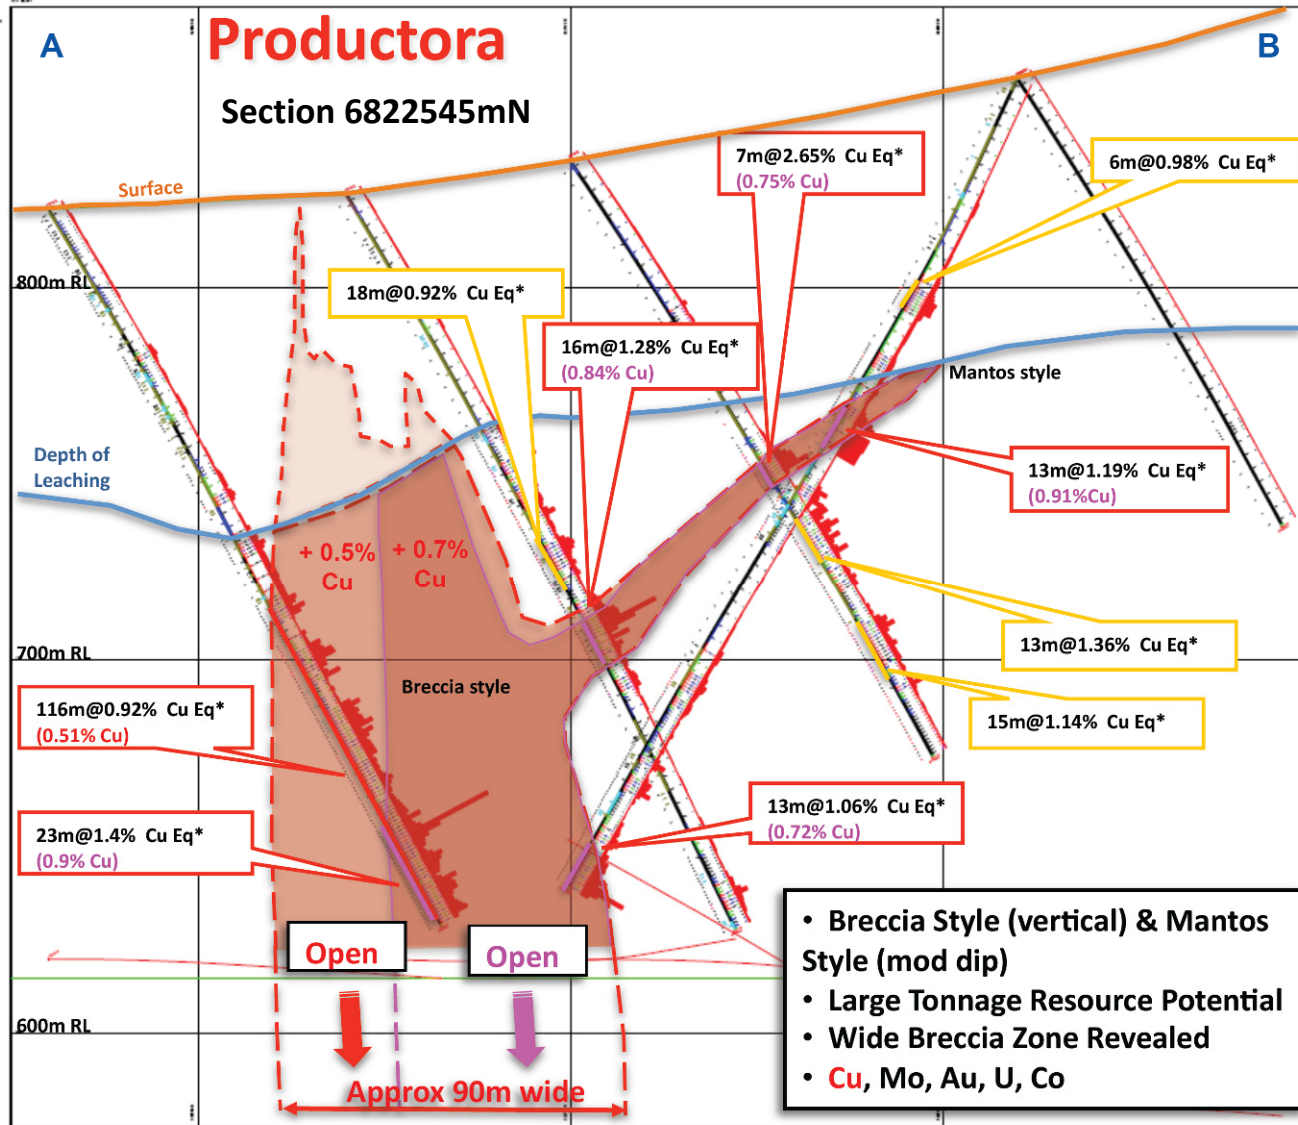 A
Productora
B
Section 6822545mN
Surface
7m@2.65% Cu Eq*
(0.75% Cu)
6m@0.98% Cu Eq*
800m RL
18m@0.92% Cu Eq*
16m@1.28% Cu Eq*
(0.84% Cu)
Mantos style
Depth of
Leaching
13m@1.19% Cu Eq*
(0.91%Cu)
+ 0.5%
Cu
+ 0.7%
Cu
13m@1.36% Cu Eq*
700m RL
Breccia style
116m@0.92% Cu Eq*
(0.51% Cu)
15m@1.14% Cu Eq*
23m@1.4% Cu Eq*
(0.9% Cu)
13m@1.06% Cu Eq*
(0.72% Cu)
Open
Open
• Breccia Style (vertical) & Mantos
Style (mod dip)
• Large Tonnage Resource Potential
• Wide Breccia Zone Revealed
• Cu, Mo, Au, U, Co
600m RL
Approx 90m wide